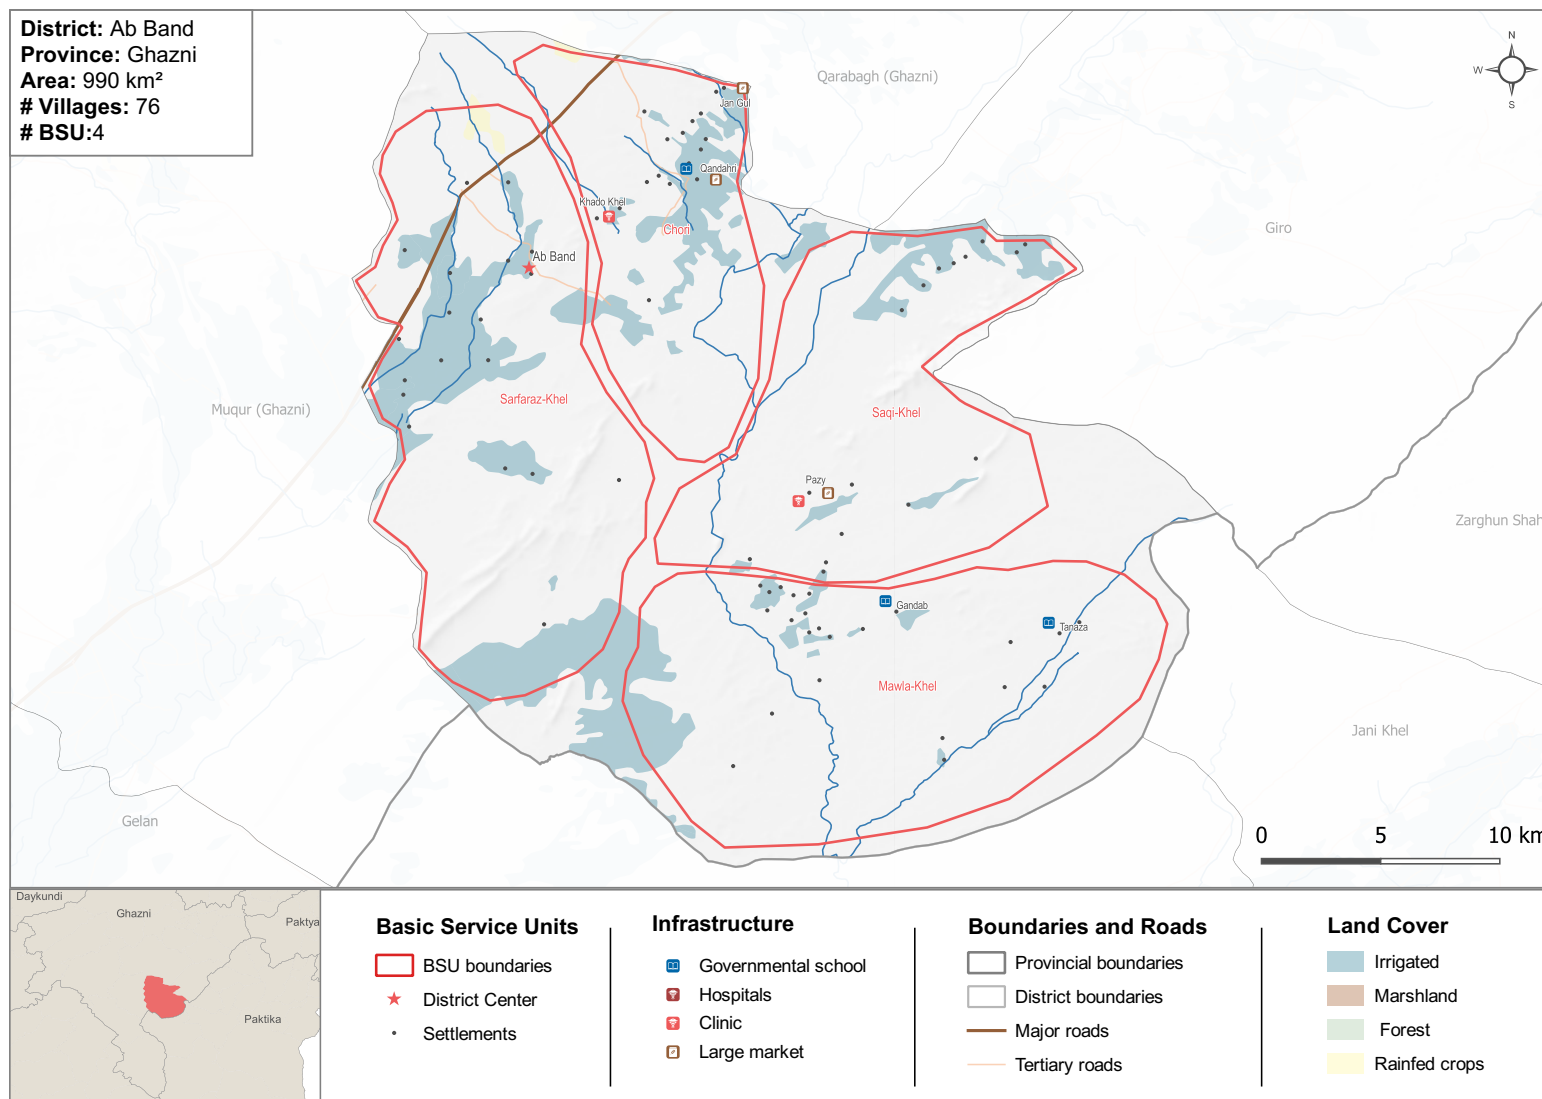 District: Ab Band
Province: Ghazni
Area: 990 km²
# Villages: 76
# BSU:4
Qarabagh (Ghazni)
N
W
S
Jan Gul
Qandahri
Khado Khel
Chori
Giro
Ab Band
Muqur (Ghazni)
Sarfaraz-Khel
Saqi-Khel
Pazy
Zarghun Shah
Gandab
Tanaza
Mawla-Khel
Jani Khel
Gelan
0 5 10 km
Daykundi
Ghazni
Paktya
Paktika
Basic Service Units
BSU boundaries
District Center
Settlements
Infrastructure
Governmental school
Hospitals
Clinic
Large market
Boundaries and Roads
Provincial boundaries
District boundaries
Major roads
Tertiary roads
Land Cover
Irrigated
Marshland
Forest
Rainfed crops